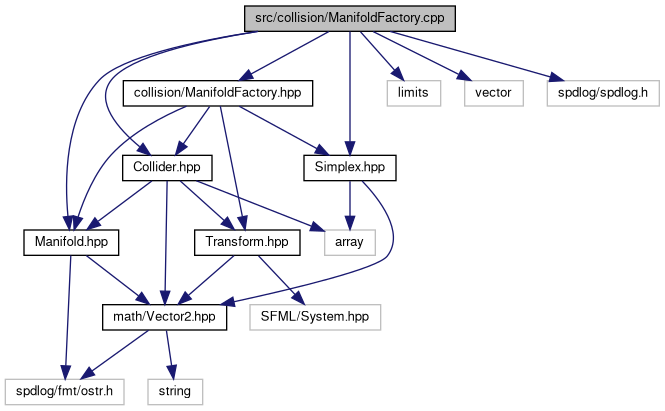 src/collision/ManifoldFactory.cpp
collision/ManifoldFactory.hpp
limits
vector
spdlog/spdlog.h
Collider.hpp
Simplex.hpp
Manifold.hpp
Transform.hpp
array
math/Vector2.hpp
SFML/System.hpp
spdlog/fmt/ostr.h
string